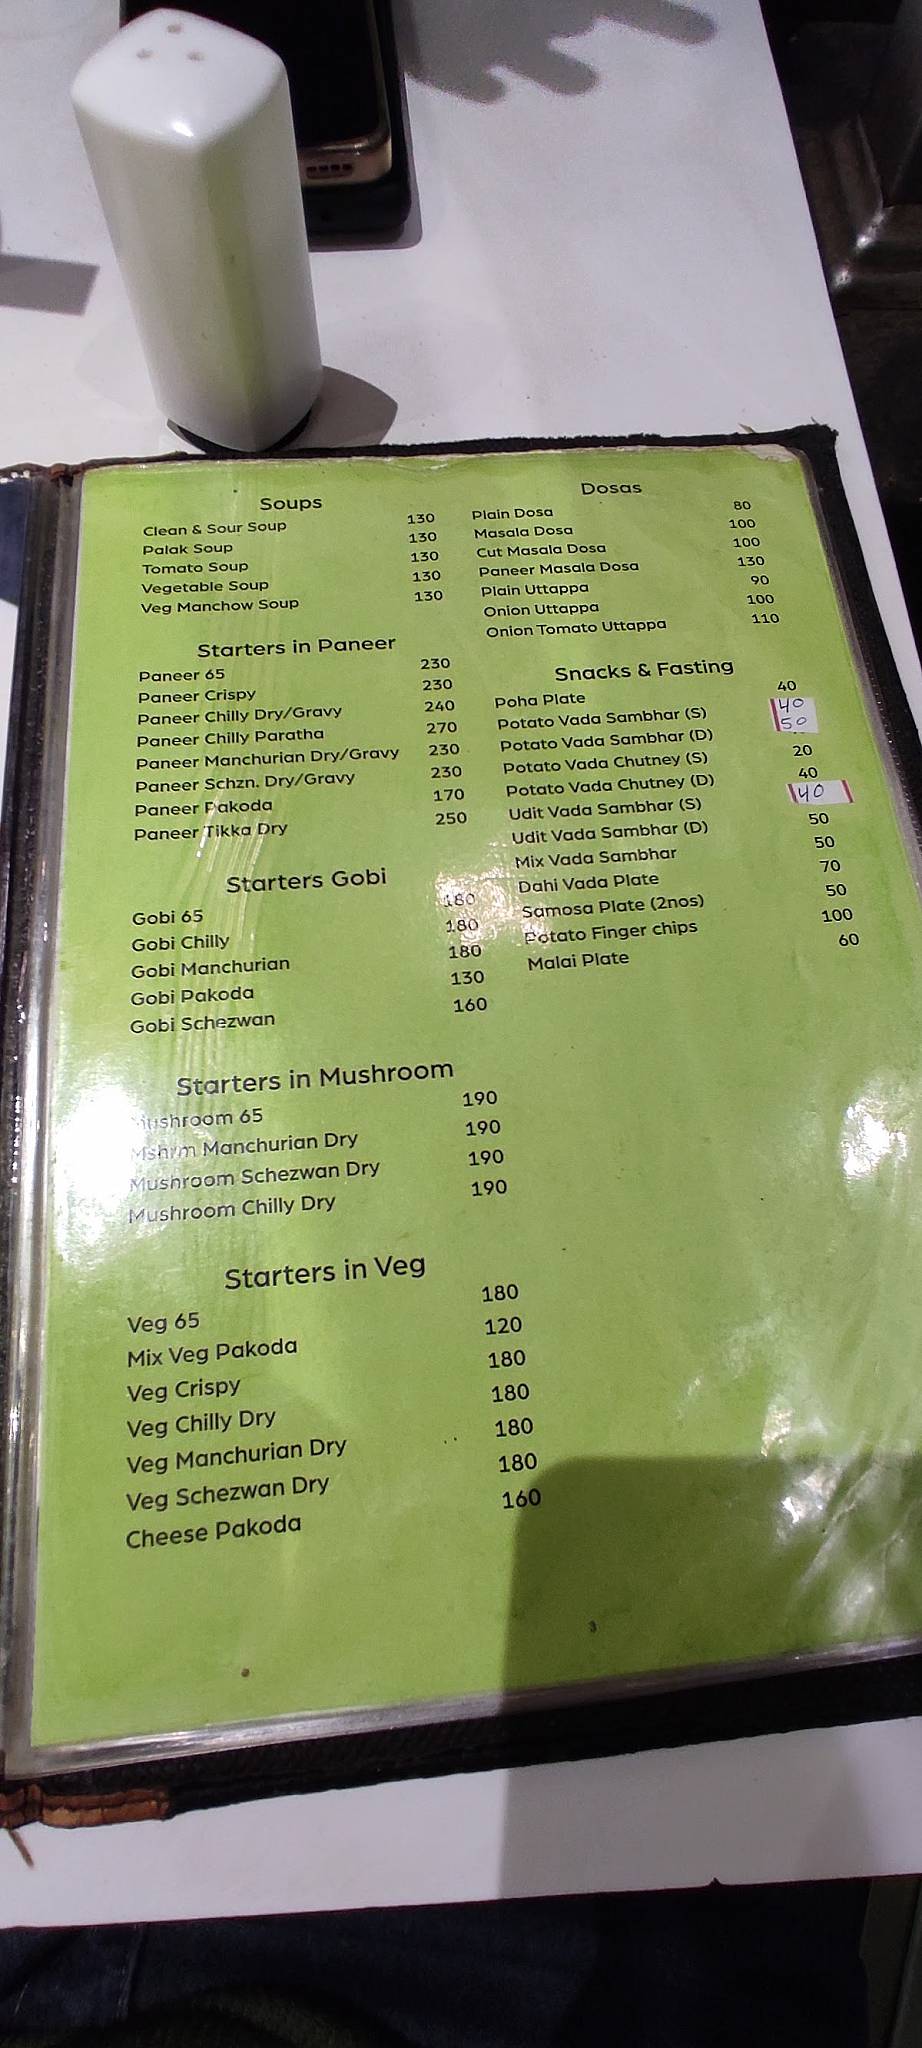 Soups
Clean & Sour Soup 130
Palak Soup 130
Tomato Soup 130
Vegetable Soup 130
Veg Manchow Soup 130
Starters in Paneer
Paneer 65 230
Paneer Crispy 230
Paneer Chilly Dry/Gravy 240
Paneer Chilly Paratha 270
Paneer Manchurian Dry/Gravy 230
Paneer Schzn. Dry/Gravy 230
Paneer Pakoda 170
Paneer Tikka Dry 250
Starters Gobi
Gobi 65 180
Gobi Chilly 180
Gobi Manchurian 180
Gobi Pakoda 130
Gobi Schezwan 160
Starters in Mushroom
Mushroom 65 190
Mshrm Manchurian Dry 190
Mushroom Schezwan Dry 190
Mushroom Chilly Dry 190
Starters in Veg
Veg 65 180
Mix Veg Pakoda 120
Veg Crispy 180
Veg Chilly Dry 180
Veg Manchurian Dry 180
Veg Schezwan Dry 180
Cheese Pakoda 160
Dosas
Plain Dosa 80
Masala Dosa 100
Cut Masala Dosa 100
Paneer Masala Dosa 130
Plain Uttappa 90
Onion Uttappa 100
Onion Tomato Uttappa 110
Snacks & Fasting
Poha Plate 40
Potato Vada Sambhar (S) 40
Potato Vada Sambhar (D) 50
Potato Vada Chutney (S) 20
Potato Vada Chutney (D) 40
Udit Vada Sambhar (S) 40
Udit Vada Sambhar (D) 50
Mix Vada Sambhar 50
Dahi Vada Plate 70
Samosa Plate (2nos) 50
Potato Finger chips 100
Malai Plate 60
3